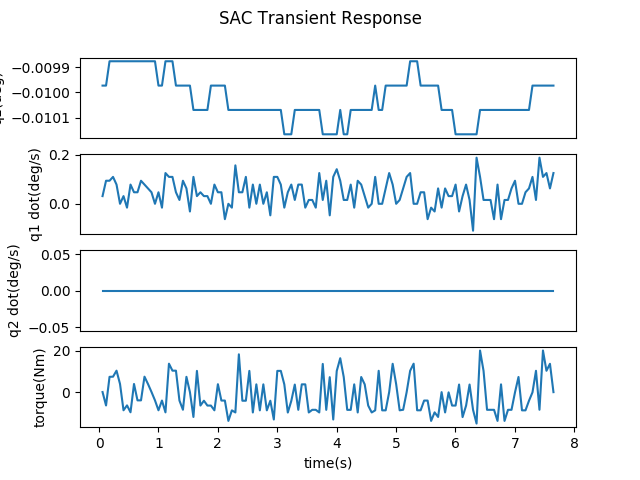 SAC Transient Response
−0.0099
−0.0100
−0.0101
0.2
0.0
q1 dot(deg/s)
0.05
0.00
−0.05
q2 dot(deg/s)
20
0
torque(Nm)
0 1 2 3 4 5 6 7 8
time(s)